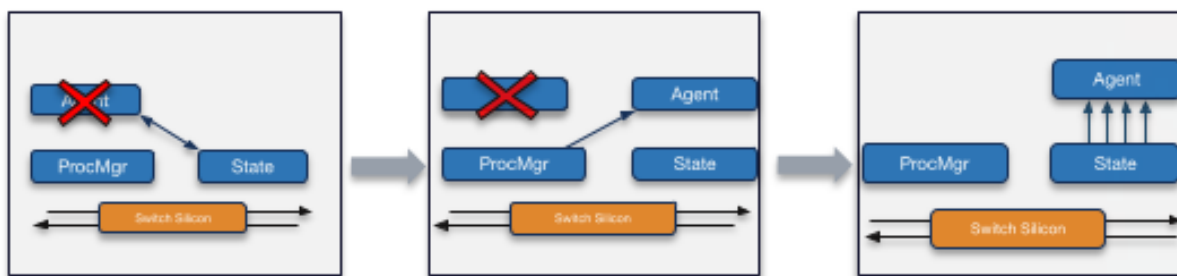 Agent
ProcMgr
State
Switch Silicon
Agent
ProcMgr
State
Switch Silicon
Agent
ProcMgr
State
Switch Silicon